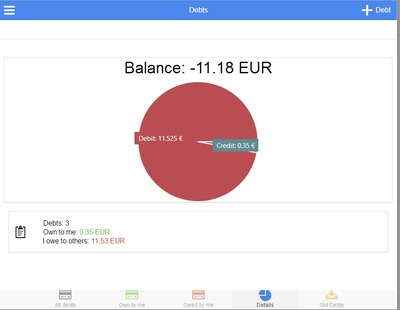 Debts
Debt
Balance: -11.18 EUR
Debit: 11.525 €
Credit: 0.35 €
Debts: 3
Own to me: 0.35 EUR
I owe to others: 11.53 EUR
All debts
Own to me
Owed by me
Details
Old Debts